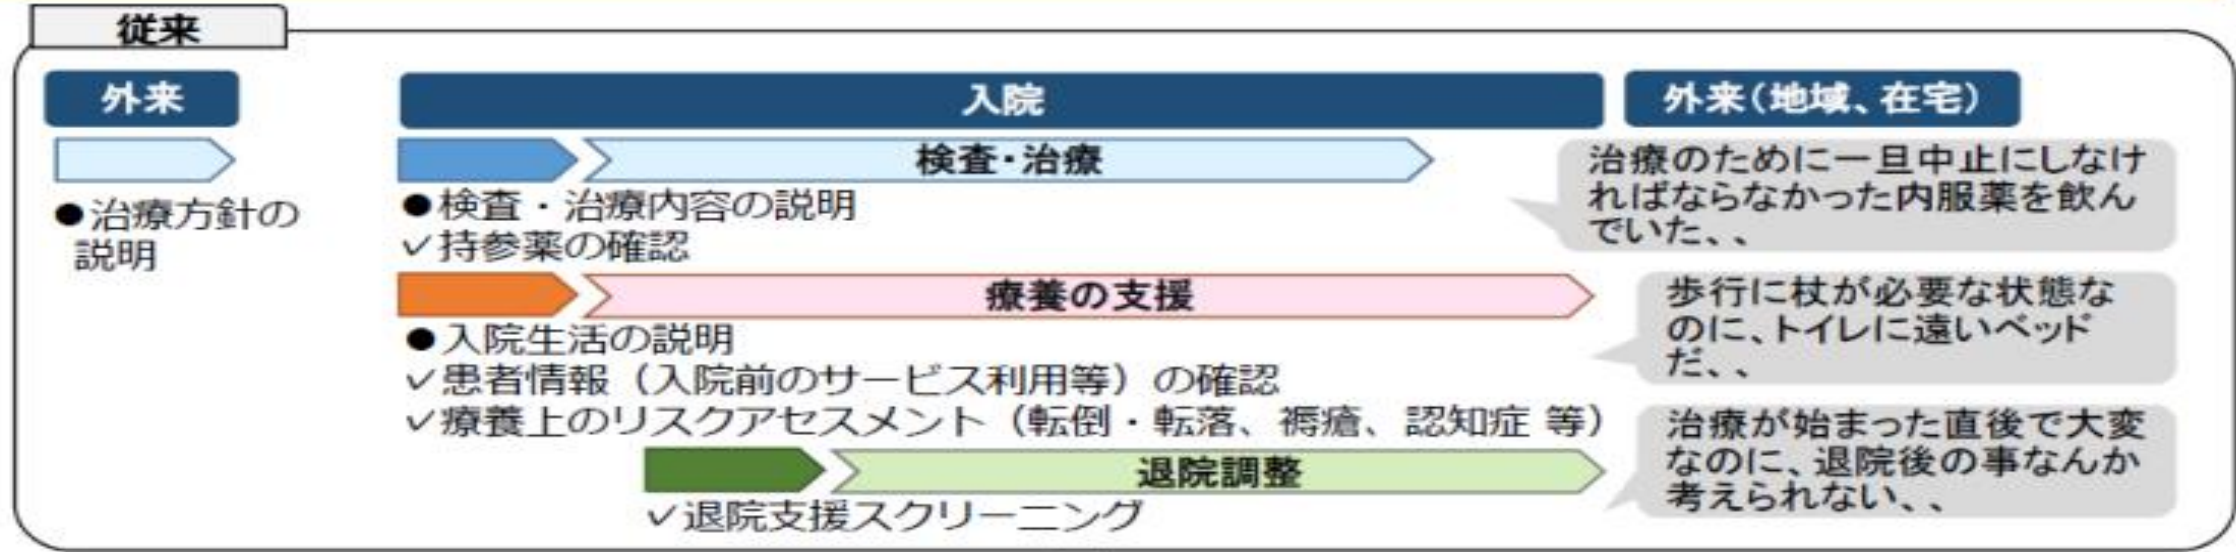 従来
外来
入院
外来(地域、在宅)
●治療方針の
説明
検査・治療
●検査・治療内容の説明
✓持参薬の確認
治療のために一旦中止にしなけ
ればならなかった内服薬を飲ん
でいた、、
療養の支援
●入院生活の説明
✓患者情報（入院前のサービス利用等）の確認
✓療養上のリスクアセスメント（転倒・転落、褥瘡、認知症 等）
歩行に杖が必要な状態な
のに、トイレに遠いベッド
だ、、
退院調整
✓退院支援スクリーニング
治療が始まった直後で大変
なのに、退院後の事なんか
考えられない、、